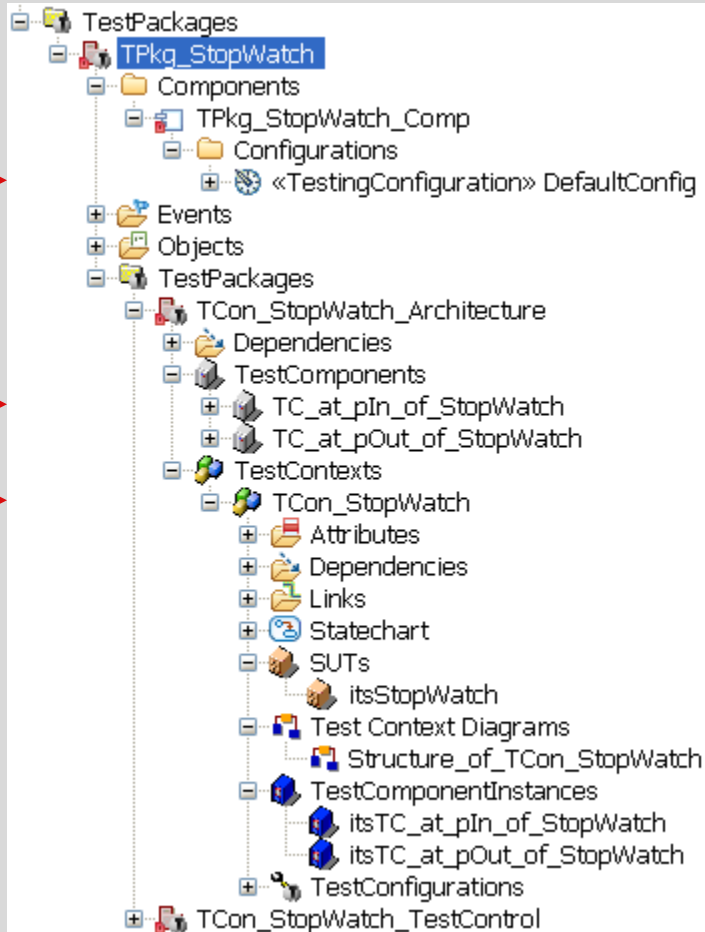 TestPackages
TPkg_StopWatch
Components
TPkg_StopWatch_Comp
Configurations
«TestingConfiguration» DefaultConfig
Events
Objects
TestPackages
TCon_StopWatch_Architecture
Dependencies
TestComponents
TC_at_pIn_of_StopWatch
TC_at_pOut_of_StopWatch
TestContexts
TCon_StopWatch
Attributes
Dependencies
Links
Statechart
SUTs
itsStopWatch
Test Context Diagrams
Structure_of_TCon_StopWatch
TestComponentInstances
itsTC_at_pIn_of_StopWatch
itsTC_at_pOut_of_StopWatch
TestConfigurations
TCon_StopWatch_TestControl